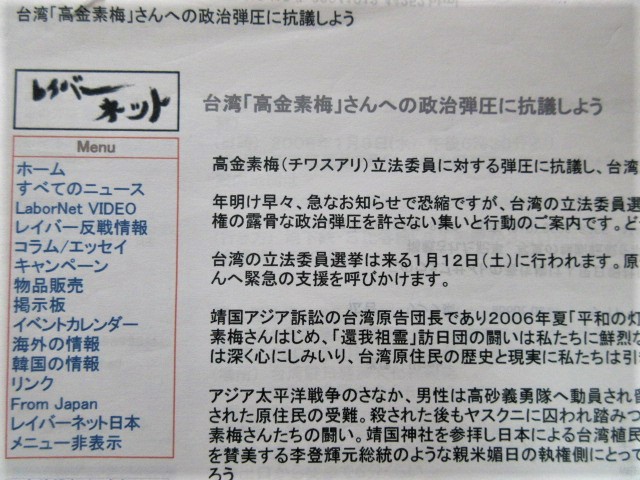 台湾「高金素梅」さんへの政治弾圧に抗議しよう
レイバーネット
台湾「高金素梅」さんへの政治弾圧に抗議しよう
Menu
ホーム
すべてのニュース
LaborNet VIDEO
レイバー反戦情報
コラム/エッセイ
キャンペーン
物品販売
掲示板
イベントカレンダー
海外の情報
韓国の情報
リンク
From Japan
レイバーネット日本
メニュー非表示
高金素梅(チワスアリ)立法委員に対する弾圧に抗議し、台湾
年明け早々、急なお知らせで恐縮ですが、台湾の立法委員選
権の露骨な政治弾圧を許さない集いと行動のご案内です。ど
台湾の立法委員選挙は来る1月12日(土)に行われます。原
んへ緊急の支援を呼びかけます。
靖国アジア訴訟の台湾原告団長であり2006年夏「平和の灯
素梅さんはじめ、「還我祖霊」訪日団の闘いは私たちに鮮烈な
は深く心にしみいり、台湾原住民の歴史と現実に私たちは引
アジア太平洋戦争のさなか、男性は高砂義勇隊へ動員され
された原住民の受難。殺された後もヤスクニに囚われ踏みつ
素梅さんたちの闘い。靖国神社を参拝し日本による台湾植民
を賛美する李登輝元総統のような親米媚日の執権側にとって
ろう